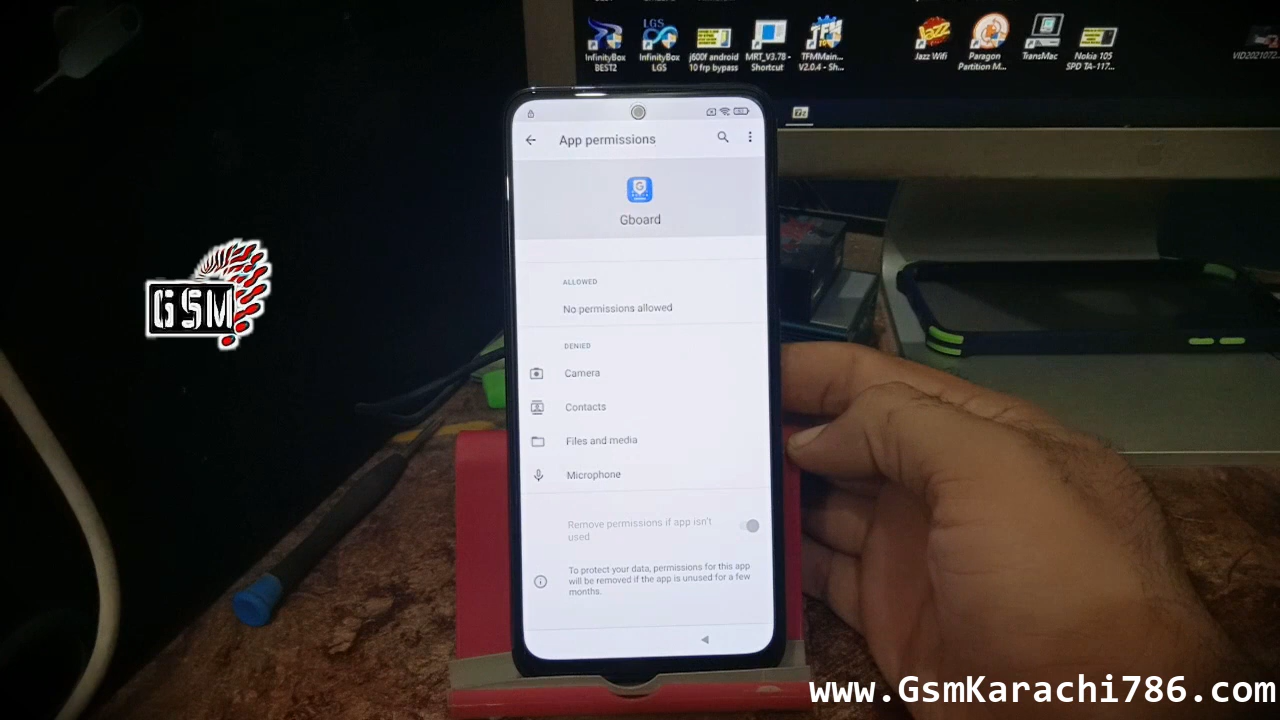 InfinityBox
BEST2
InfinityBox
LGS
j600f android
10 frp bypass
MRT_V3.78 -
Shortcut
TFMMain...
V2.0.4 - Sh...
Jazz Wifi
Paragon
Partition M...
TransMac
Nokia 105
SPD TA-117...
VID2021072...
App permissions
Gboard
ALLOWED
No permissions allowed
DENIED
Camera
Contacts
Files and media
Microphone
Remove permissions if app isn't
used
To protect your data, permissions for this app
will be removed if the app is unused for a few
months.
GSM
www.GsmKarachi786.com